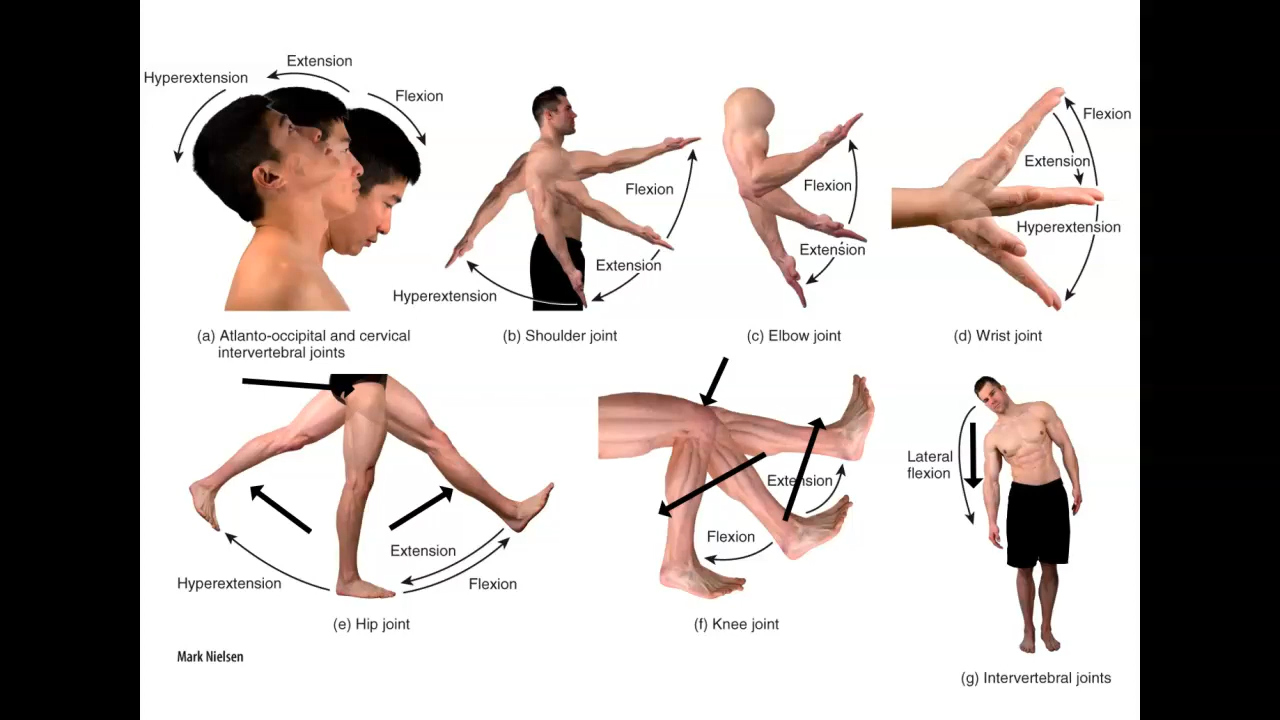 Extension
Hyperextension
Flexion
Flexion
Extension
Hyperextension
Flexion
Extension
Flexion
Extension
Hyperextension
(a) Atlanto-occipital and cervical
intervertebral joints
(b) Shoulder joint
(c) Elbow joint
(d) Wrist joint
Extension
Hyperextension
Flexion
Extension
Flexion
Lateral
flexion
(e) Hip joint
(f) Knee joint
(g) Intervertebral joints
Mark Nielsen